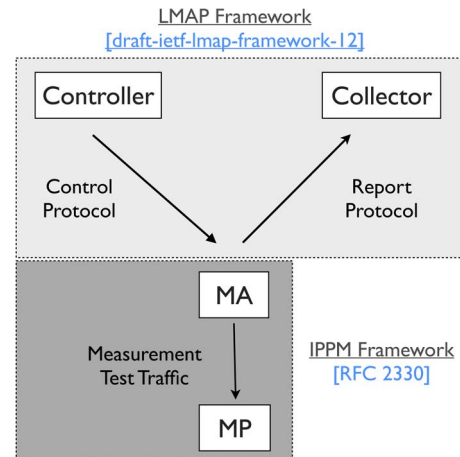 LMAP Framework
[draft-ietf-lmap-framework-12]
Controller
Collector
Control
Protocol
Report
Protocol
MA
Measurement
Test Traffic
IPPM Framework
[RFC 2330]
MP